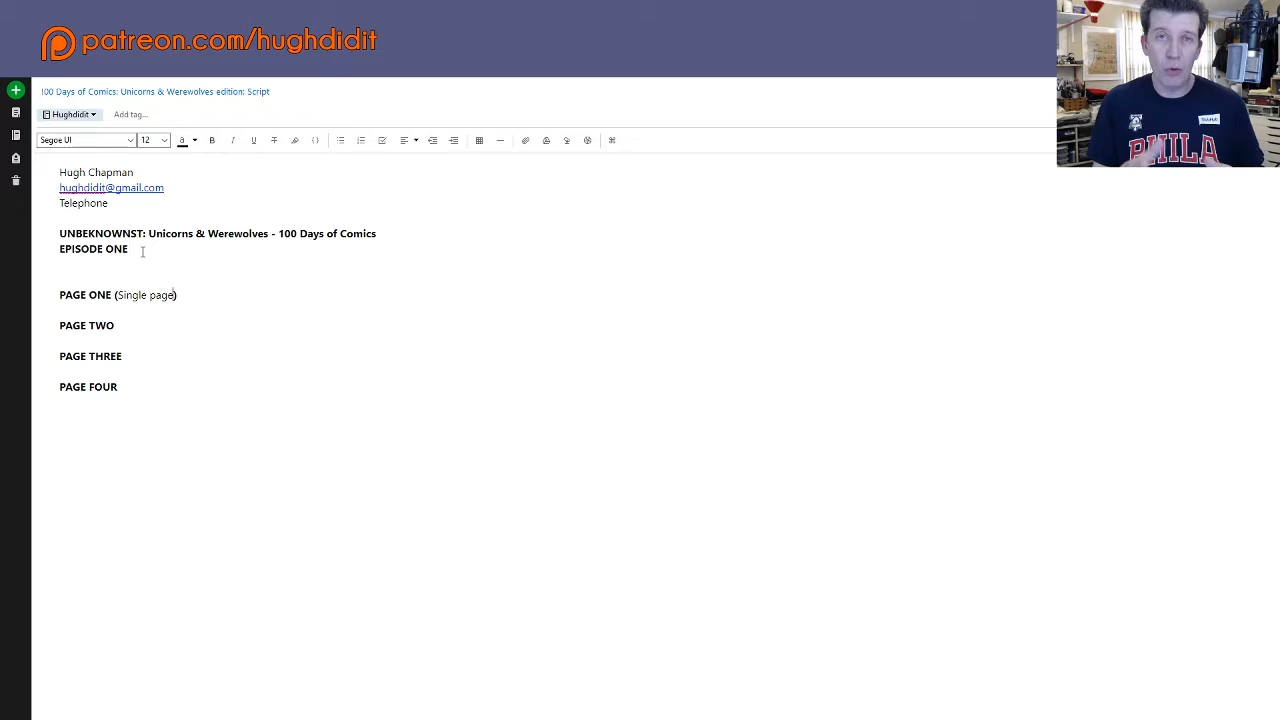 patreon.com/hughdidit
100 Days of Comics: Unicorns & Werewolves edition: Script
Hughdidit Add tag...
Segoe UI 12 a B I U T
Hugh Chapman
hughdidit@gmail.com
Telephone
UNBEKNOWNST: Unicorns & Werewolves - 100 Days of Comics
EPISODE ONE
PAGE ONE (Single page)
PAGE TWO
PAGE THREE
PAGE FOUR
PHILA